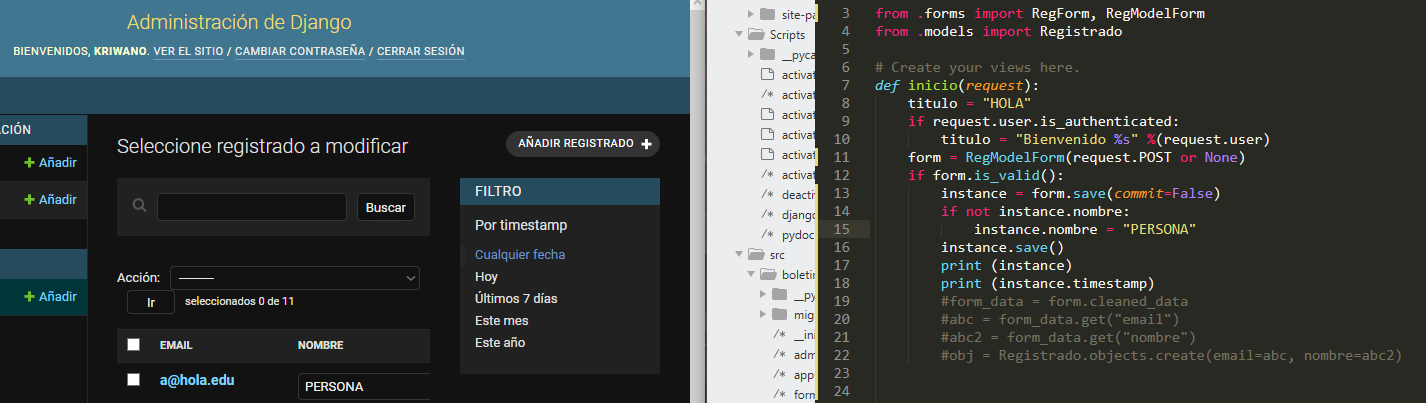 Administración de Django
BIENVENIDOS, KRIWANO. VER EL SITIO / CAMBIAR CONTRASEÑA / CERRAR SESIÓN
Añadir
Añadir
Añadir
Seleccione registrado a modificar
AÑADIR REGISTRADO
Buscar
Acción:
---------
Ir
seleccionados 0 de 11
EMAIL NOMBRE
a@hola.edu PERSONA
FILTRO
Por timestamp
Cualquier fecha
Hoy
Últimos 7 días
Este mes
Este año
site-pa
Scripts
__pyca
activat
/* activat
activat
activat
activat
/* activat
/* deacti
/* django
/* pydoc
src
boletin
__py
mig
/* __ini
/* adm
/* app
/* form
3 from .forms import RegForm, RegModelForm
4 from .models import Registrado
5
6 # Create your views here.
7 def inicio(request):
8 titulo = "HOLA"
9 if request.user.is_authenticated:
10 titulo = "Bienvenido %s" %(request.user)
11 form = RegModelForm(request.POST or None)
12 if form.is_valid():
13 instance = form.save(commit=False)
14 if not instance.nombre:
15 instance.nombre = "PERSONA"
16 instance.save()
17 print (instance)
18 print (instance.timestamp)
19 #form_data = form.cleaned_data
20 #abc = form_data.get("email")
21 #abc2 = form_data.get("nombre")
22 #obj = Registrado.objects.create(email=abc, nombre=abc2)
23
24